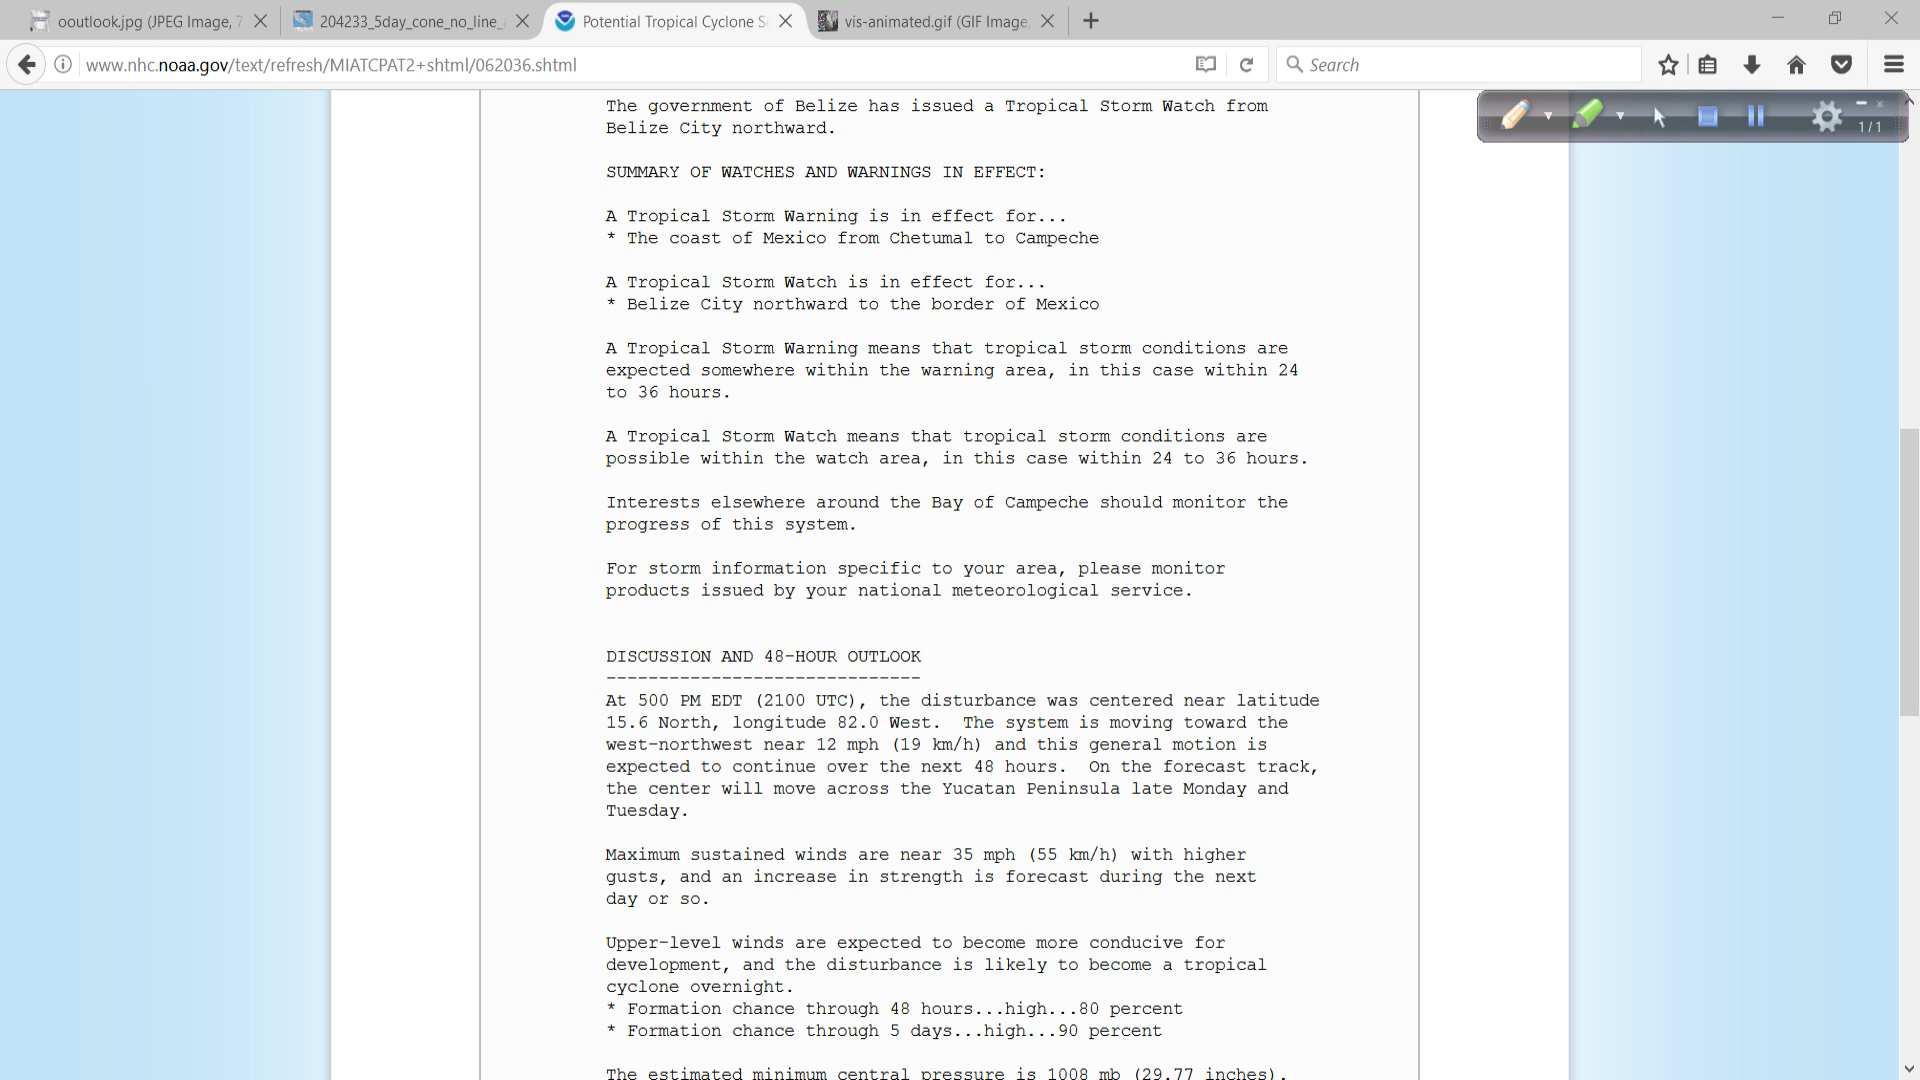 ooutlook.jpg (JPEG Image, 7
204233_5day_cone_no_line_a
Potential Tropical Cyclone S
vis-animated.gif (GIF Image,
www.nhc.noaa.gov/text/refresh/MIATCPAT2+shtml/062036.shtml
Search
1/1
The government of Belize has issued a Tropical Storm Watch from
Belize City northward.
SUMMARY OF WATCHES AND WARNINGS IN EFFECT:
A Tropical Storm Warning is in effect for...
* The coast of Mexico from Chetumal to Campeche
A Tropical Storm Watch is in effect for...
* Belize City northward to the border of Mexico
A Tropical Storm Warning means that tropical storm conditions are
expected somewhere within the warning area, in this case within 24
to 36 hours.
A Tropical Storm Watch means that tropical storm conditions are
possible within the watch area, in this case within 24 to 36 hours.
Interests elsewhere around the Bay of Campeche should monitor the
progress of this system.
For storm information specific to your area, please monitor
products issued by your national meteorological service.
DISCUSSION AND 48-HOUR OUTLOOK
------------------------------
At 500 PM EDT (2100 UTC), the disturbance was centered near latitude
15.6 North, longitude 82.0 West.  The system is moving toward the
west-northwest near 12 mph (19 km/h) and this general motion is
expected to continue over the next 48 hours.  On the forecast track,
the center will move across the Yucatan Peninsula late Monday and
Tuesday.
Maximum sustained winds are near 35 mph (55 km/h) with higher
gusts, and an increase in strength is forecast during the next
day or so.
Upper-level winds are expected to become more conducive for
development, and the disturbance is likely to become a tropical
cyclone overnight.
* Formation chance through 48 hours...high...80 percent
* Formation chance through 5 days...high...90 percent
The estimated minimum central pressure is 1008 mb (29.77 inches).